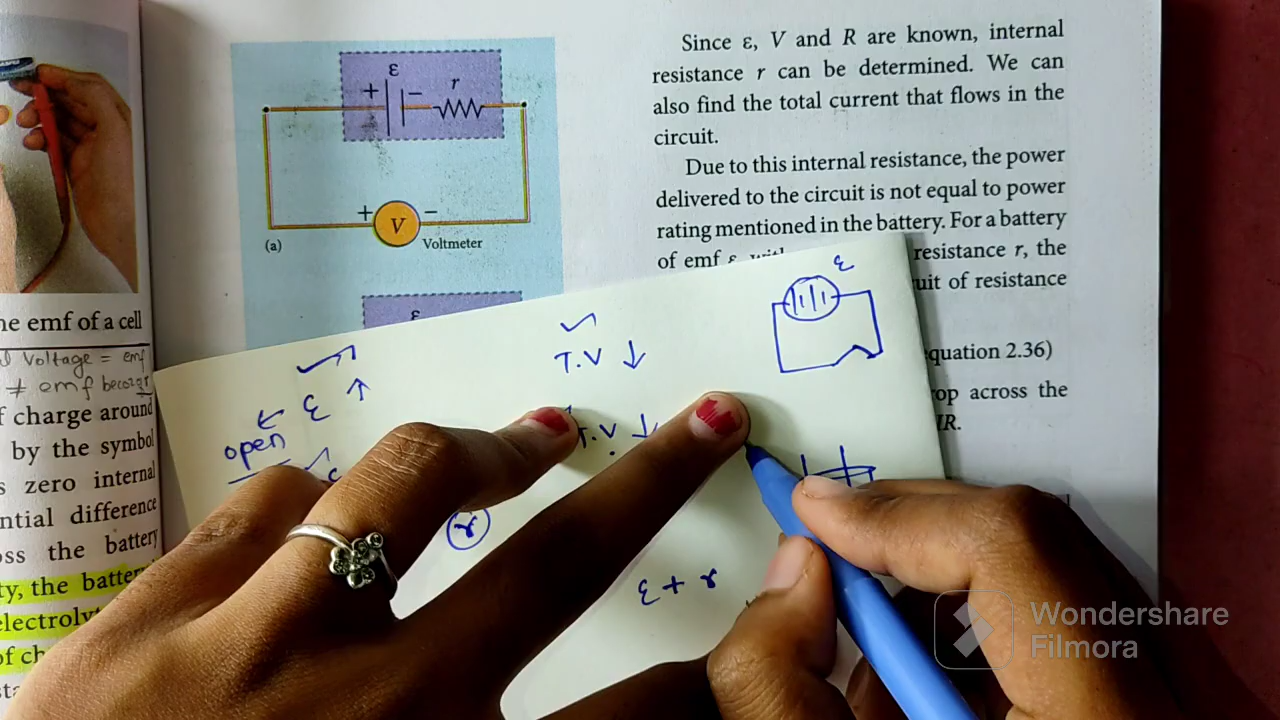 Since ε, V and R are known, internal
resistance r can be determined. We can
also find the total current that flows in the
circuit.
Due to this internal resistance, the power
delivered to the circuit is not equal to power
rating mentioned in the battery. For a battery
of emf ε resistance r, the
uit of resistance
equation 2.36)
op across the
IR.
ε
+ − r
+ V −
(a) Voltmeter
ε
he emf of a cell
Voltage = emf
≠ emf
f charge around
by the symbol
s zero internal
ntial difference
oss the battery
ty, the batter
electroly
of ch
ε
T.V ↓
← ε ↑
open
T.V ↓
r
ε + r
Wondershare
Filmora